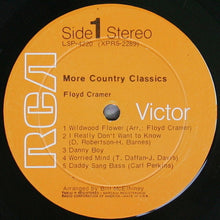 Side 1 Stereo
LSP-4220 (XPRS-2259)
More Country Classics
Floyd Cramer
RCA
Victor
1 Wildwood Flower (Arr.: Floyd Cramer)
2 I Really Don't Want to Know
(D. Robertson-H. Barnes)
3 Danny Boy
4 Worried Mind (T. Daffan-J. Davis)
5 Daddy Sang Bass (Carl Perkins)
Arranged by Bill McElhiney